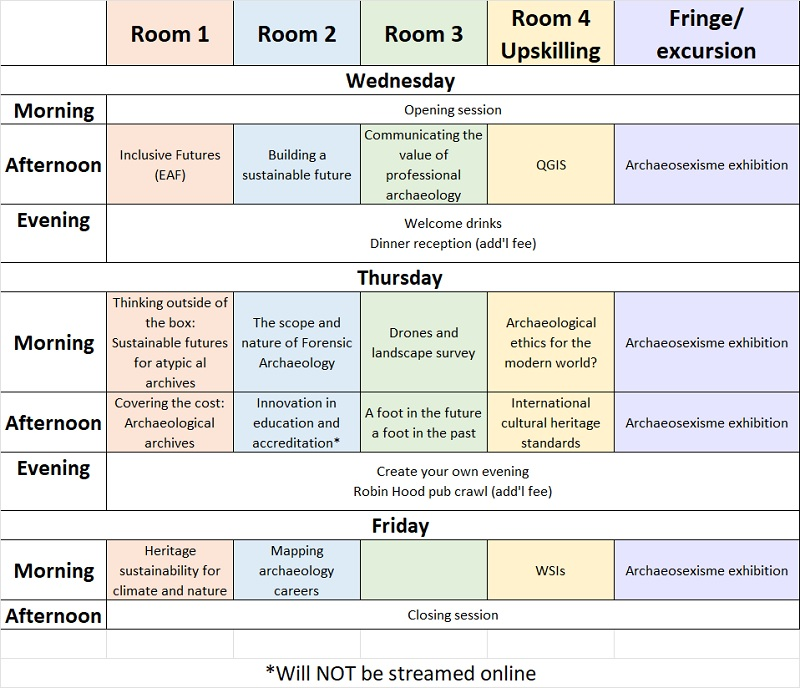 Room 1
Room 2
Room 3
Room 4
Upskilling
Fringe/
excursion
Wednesday
Morning
Opening session
Afternoon
Inclusive Futures
(EAF)
Building a
sustainable future
Communicating the
value of
professional
archaeology
QGIS
Archaeosexisme exhibition
Evening
Welcome drinks
Dinner reception (add'l fee)
Thursday
Morning
Thinking outside of
the box:
Sustainable futures
for atypic al
archives
The scope and
nature of Forensic
Archaeology
Drones and
landscape survey
Archaeological
ethics for the
modern world?
Archaeosexisme exhibition
Afternoon
Covering the cost:
Archaeological
archives
Innovation in
education and
accreditation*
A foot in the future
a foot in the past
International
cultural heritage
standards
Archaeosexisme exhibition
Evening
Create your own evening
Robin Hood pub crawl (add'l fee)
Friday
Morning
Heritage
sustainability for
climate and nature
Mapping
archaeology
careers
WSIs
Archaeosexisme exhibition
Afternoon
Closing session
*Will NOT be streamed online